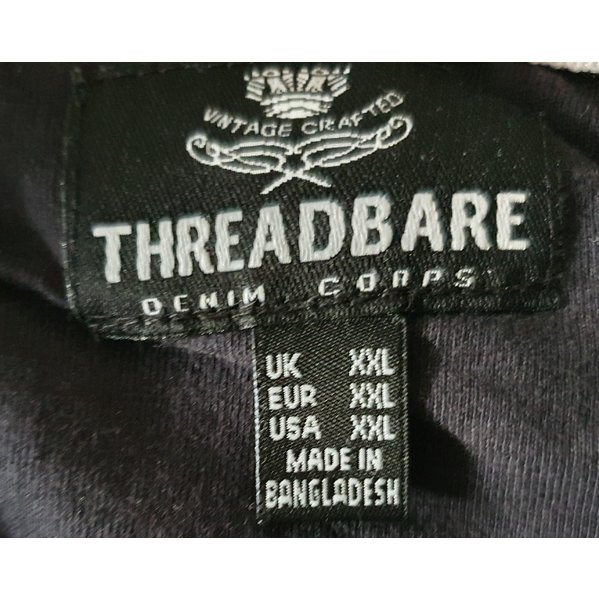 VINTAGE CRAFTED
THREADBARE
DENIM CORPS
UK XXL
EUR XXL
USA XXL
MADE IN
BANGLADESH